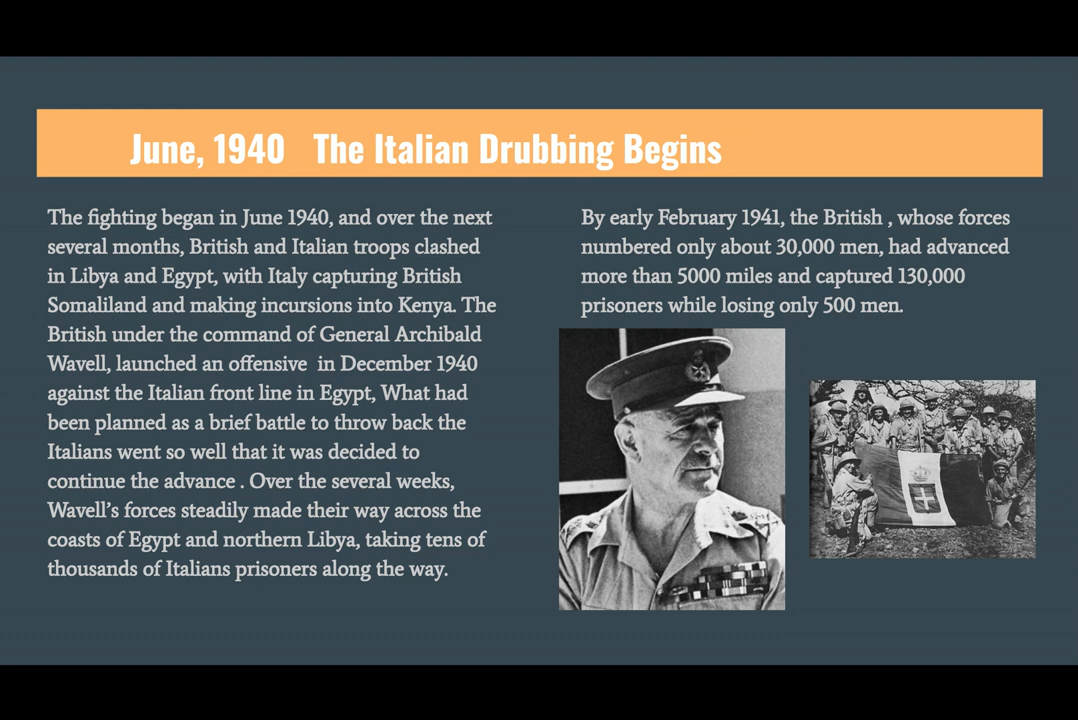 June, 1940 The Italian Drubbing Begins
The fighting began in June 1940, and over the next
several months, British and Italian troops clashed
in Libya and Egypt, with Italy capturing British
Somaliland and making incursions into Kenya. The
British under the command of General Archibald
Wavell, launched an offensive in December 1940
against the Italian front line in Egypt, What had
been planned as a brief battle to throw back the
Italians went so well that it was decided to
continue the advance . Over the several weeks,
Wavell's forces steadily made their way across the
coasts of Egypt and northern Libya, taking tens of
thousands of Italians prisoners along the way.
By early February 1941, the British , whose forces
numbered only about 30,000 men, had advanced
more than 5000 miles and captured 130,000
prisoners while losing only 500 men.